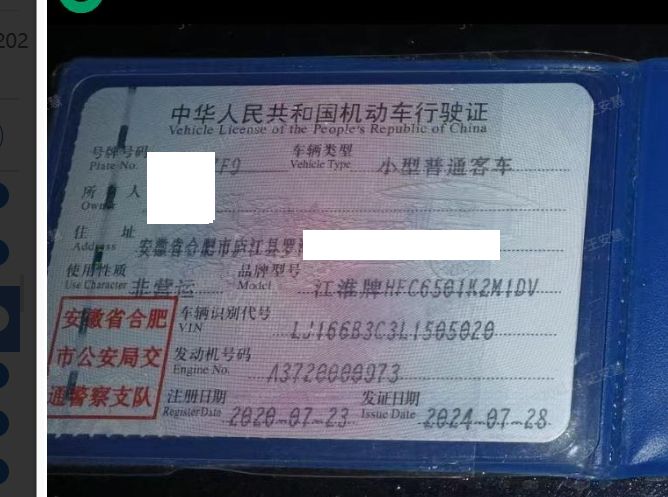 202
中华人民共和国机动车行驶证
Vehicle License of the People's Republic of China
号牌号码 F9 车辆类型 小型普通客车
Plate No. Vehicle Type
所有人
Owner
住址 安徽省合肥市庐江县罗
Address
使用性质 非营运 品牌型号 江淮牌HFC6501K2M1DV
Use Character Model
安徽省合肥
市公安局交
通警察支队
车辆识别代号 LJ166B3C3L1505020
VIN
发动机号码 A3720000973
Engine No.
注册日期 2020-07-23 发证日期 2024-07-28
Register Date Issue Date
王安慧